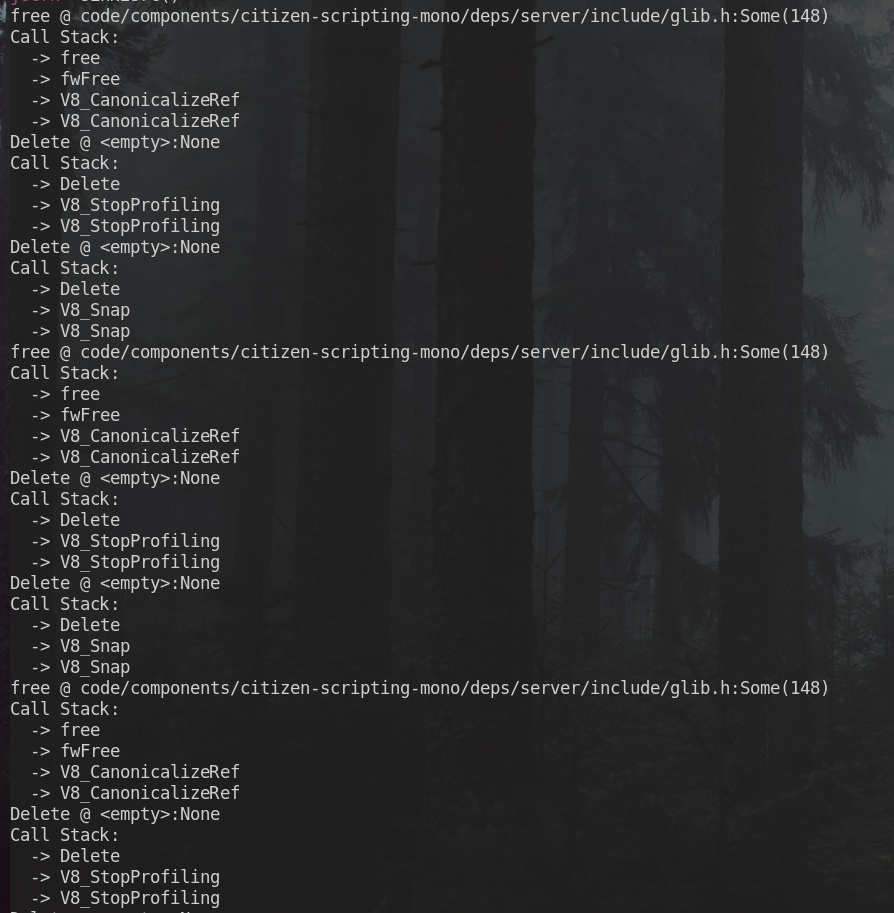 free @ code/components/citizen-scripting-mono/deps/server/include/glib.h:Some(148)
Call Stack:
  -> free
  -> fwFree
  -> V8_CanonicalizeRef
  -> V8_CanonicalizeRef
Delete @ <empty>:None
Call Stack:
  -> Delete
  -> V8_StopProfiling
  -> V8_StopProfiling
Delete @ <empty>:None
Call Stack:
  -> Delete
  -> V8_Snap
  -> V8_Snap
free @ code/components/citizen-scripting-mono/deps/server/include/glib.h:Some(148)
Call Stack:
  -> free
  -> fwFree
  -> V8_CanonicalizeRef
  -> V8_CanonicalizeRef
Delete @ <empty>:None
Call Stack:
  -> Delete
  -> V8_StopProfiling
  -> V8_StopProfiling
Delete @ <empty>:None
Call Stack:
  -> Delete
  -> V8_Snap
  -> V8_Snap
free @ code/components/citizen-scripting-mono/deps/server/include/glib.h:Some(148)
Call Stack:
  -> free
  -> fwFree
  -> V8_CanonicalizeRef
  -> V8_CanonicalizeRef
Delete @ <empty>:None
Call Stack:
  -> Delete
  -> V8_StopProfiling
  -> V8_StopProfiling